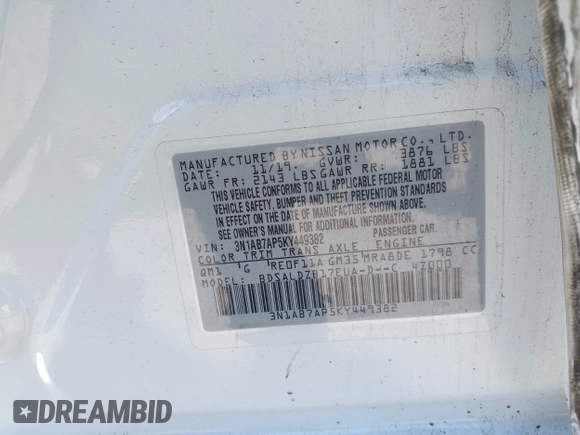 MANUFACTURED BY NISSAN MOTOR CO., LTD.
DATE: 11/19. GVWR: 3876 LBS
GAWR FR: 2143 LBS GAWR RR: 1881 LBS
THIS VEHICLE CONFORMS TO ALL APPLICABLE FEDERAL MOTOR
VEHICLE SAFETY, BUMPER AND THEFT PREVENTION STANDARDS
IN EFFECT ON THE DATE OF MANUFACTURE SHOWN ABOVE.
SEE OWNER'S MANUAL OR LOADING INFORMATION
VIN: 3N1AB7AP5KY449382 PASSENGER CAR.
COLOR TRIM TRANS AXLE ENGINE
QM1 G RE0F11A GM35 MRA8DE 1798 CC
MODEL: BDSALDZB17EUA-D--C 4Z000
3N1AB7AP5KY449382
DREAMBID